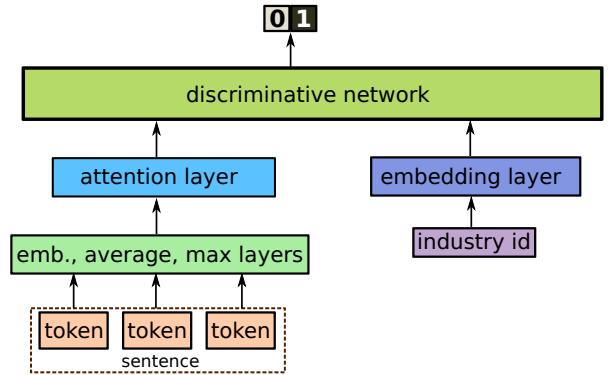 0 1
discriminative network
attention layer
embedding layer
emb., average, max layers
industry id
token token token
sentence